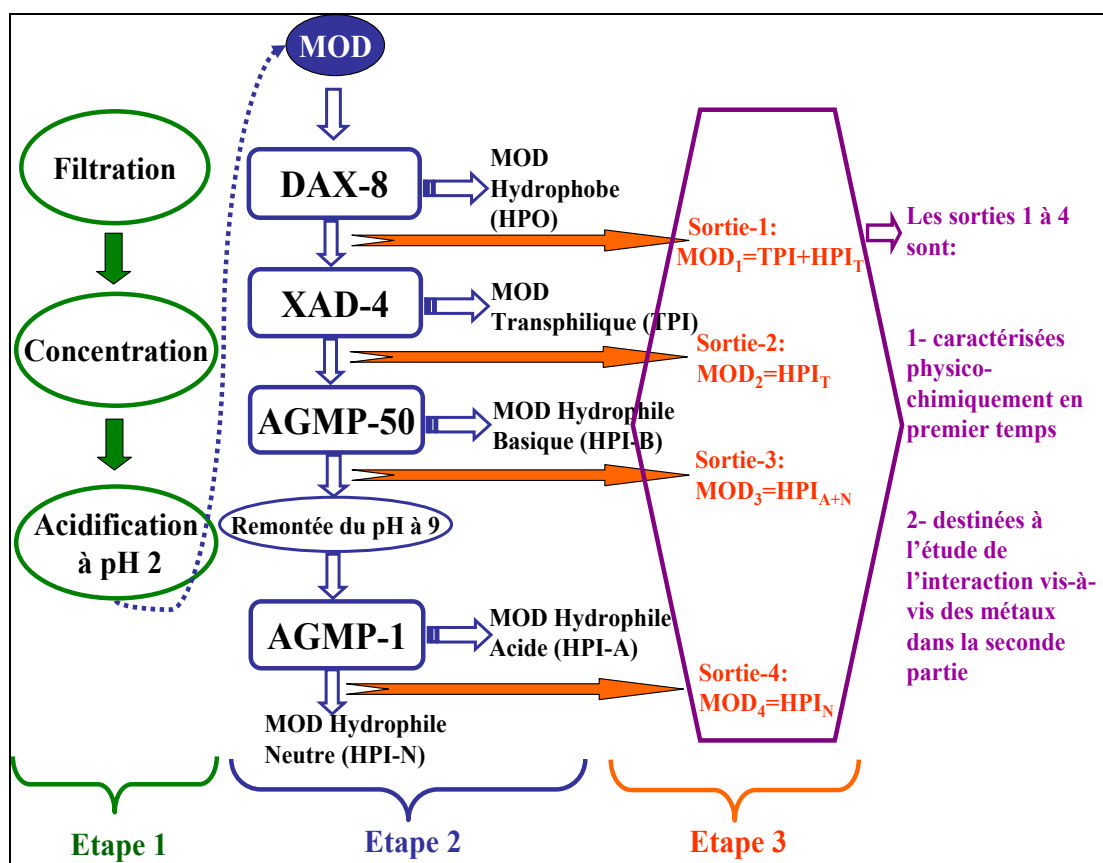 MOD
Filtration
Concentration
Acidification
à pH 2
DAX-8
MOD
Hydrophobe
(HPO)
XAD-4
MOD
Transphilique (TPI)
AGMP-50
MOD Hydrophile
Basique (HPI-B)
Remontée du pH à 9
AGMP-1
MOD Hydrophile
Acide (HPI-A)
MOD Hydrophile
Neutre (HPI-N)
Sortie-1:
MOD1=TPI+HPIT
Sortie-2:
MOD2=HPIT
Sortie-3:
MOD3=HPIA+N
Sortie-4:
MOD4=HPIN
Les sorties 1 à 4
sont:
1- caractérisées
physico-
chimiquement en
premier temps
2- destinées à
l’étude de
l’interaction vis-à-
vis des métaux
dans la seconde
partie
Etape 1
Etape 2
Etape 3